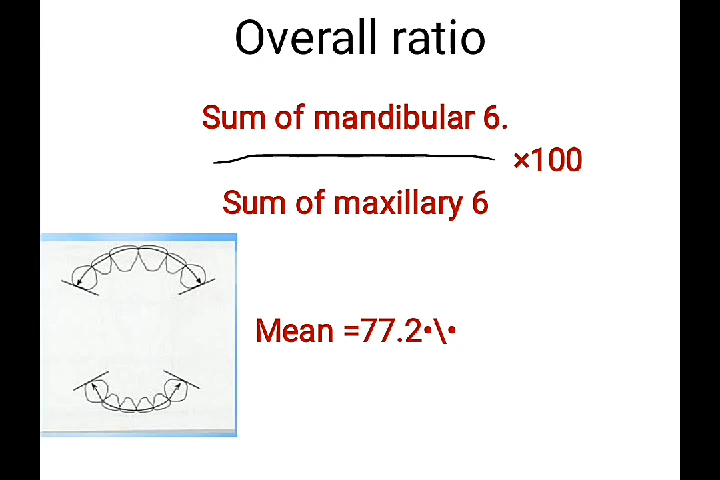 Overall ratio
Sum of mandibular 6.
×100
Sum of maxillary 6
Mean =77.2•\•